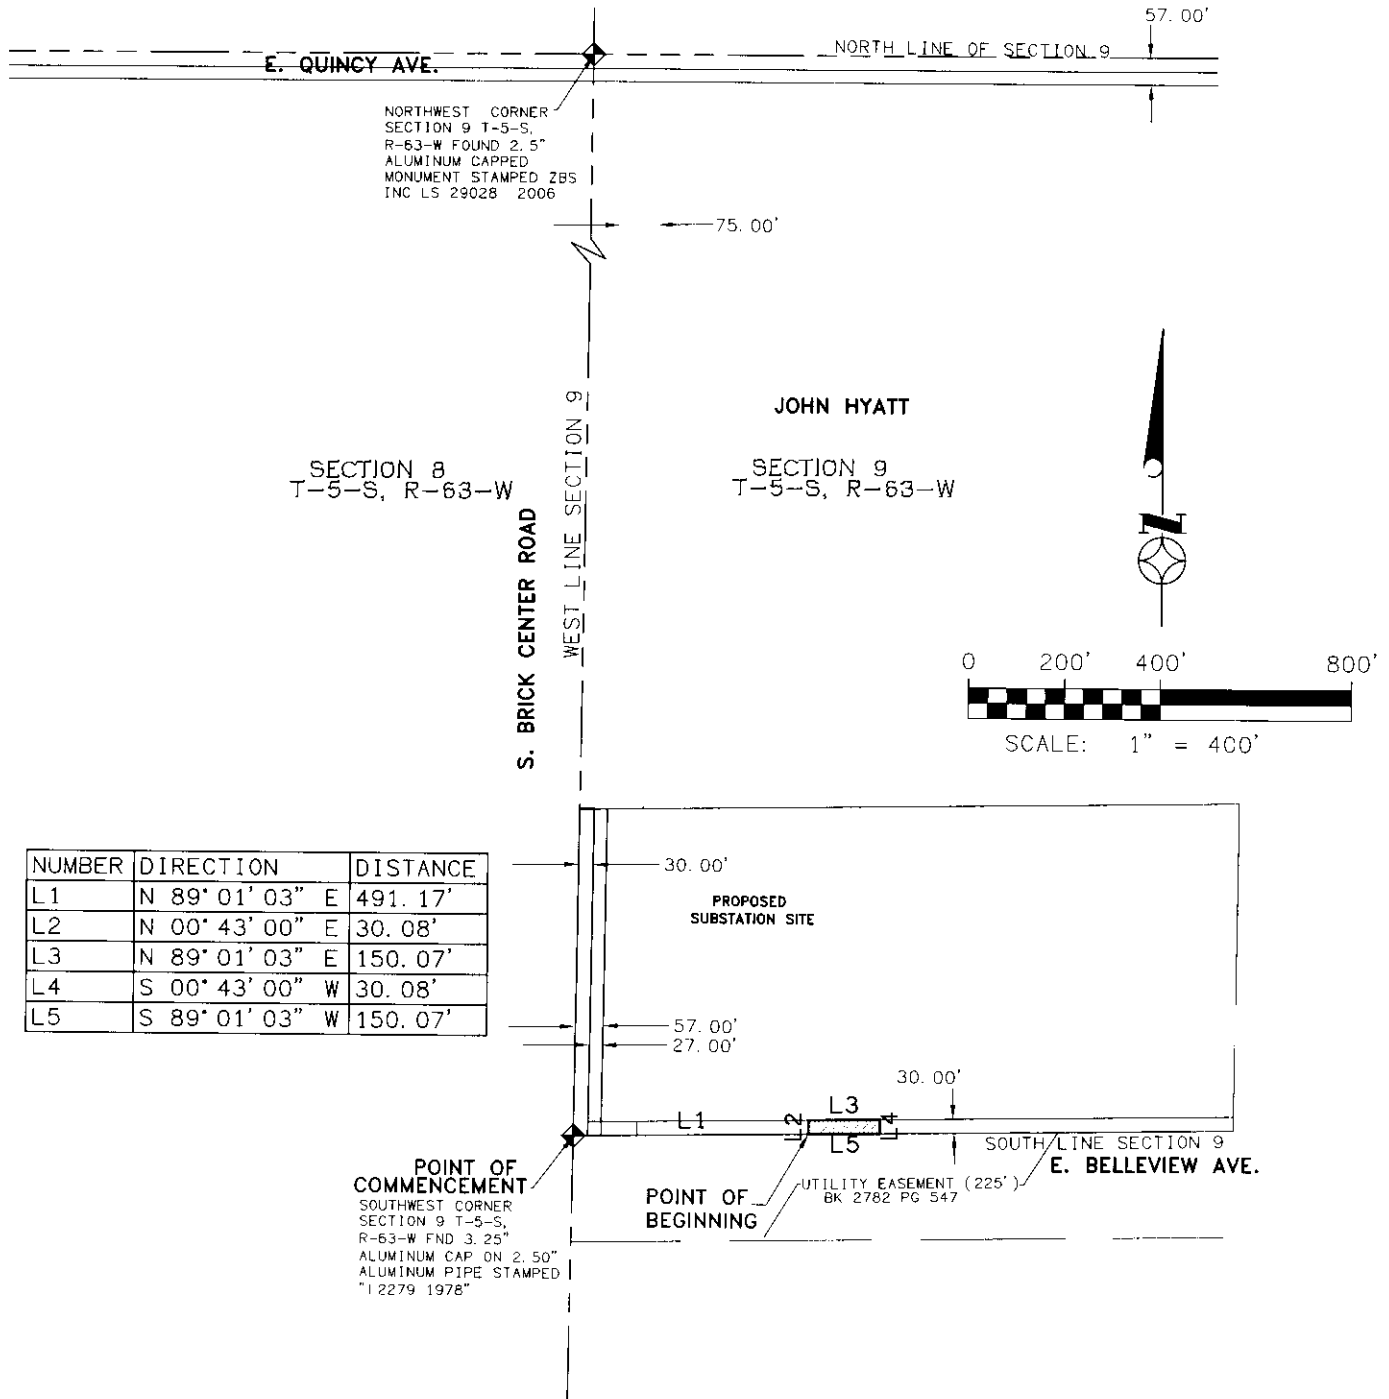 57.00'
NORTH LINE OF SECTION 9
E. QUINCY AVE.
NORTHWEST CORNER
SECTION 9 T-5-S,
R-63-W FOUND 2.5"
ALUMINUM CAPPED
MONUMENT STAMPED ZBS
INC LS 29028 2006
75.00'
WEST LINE SECTION 9
JOHN HYATT
SECTION 8
T-5-S, R-63-W
SECTION 9
T-5-S, R-63-W
S. BRICK CENTER ROAD
N
0 200' 400' 800'
SCALE: 1" = 400'
NUMBER DIRECTION DISTANCE
L1 N 89° 01' 03" E 491.17'
L2 N 00° 43' 00" E 30.08'
L3 N 89° 01' 03" E 150.07'
L4 S 00° 43' 00" W 30.08'
L5 S 89° 01' 03" W 150.07'
30.00'
PROPOSED
SUBSTATION SITE
57.00'
27.00'
30.00'
L1
L2
L3
L4
L5
SOUTH LINE SECTION 9
E. BELLEVIEW AVE.
POINT OF
COMMENCEMENT
SOUTHWEST CORNER
SECTION 9 T-5-S,
R-63-W FND 3.25"
ALUMINUM CAP ON 2.50"
ALUMINUM PIPE STAMPED
"12279 1978"
POINT OF
BEGINNING
UTILITY EASEMENT (225')
BK 2782 PG 547